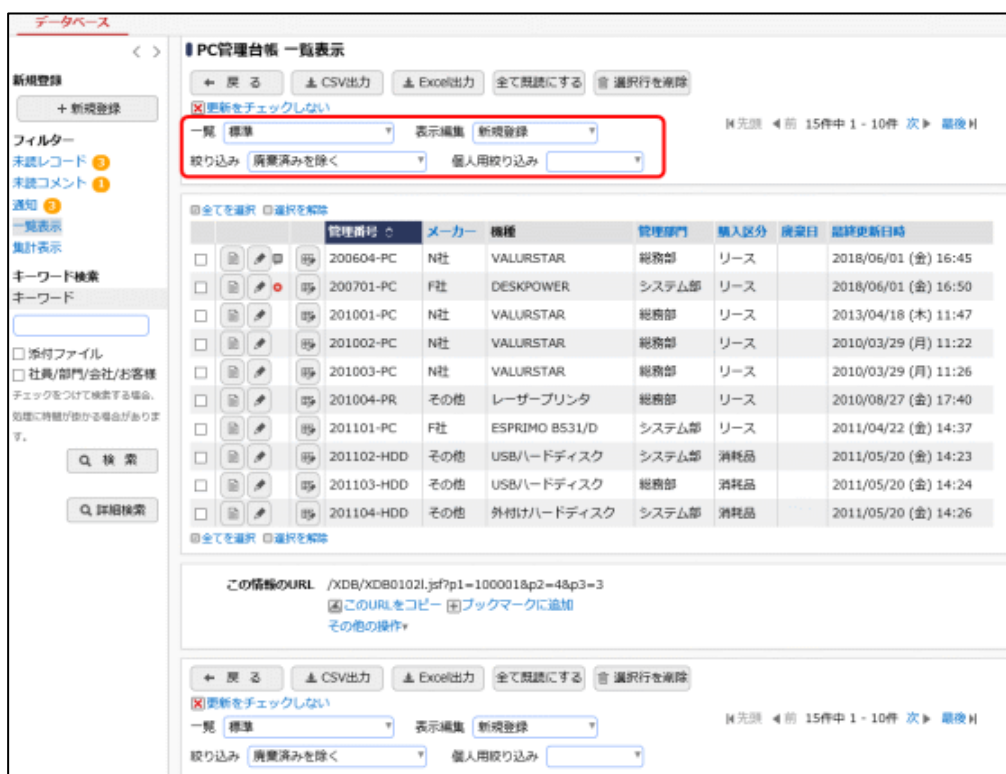 データベース
< >
新規登録
+ 新規登録
フィルター
未読レコード 3
未読コメント 1
通知 3
一覧表示
集計表示
キーワード検索
キーワード
添付ファイル
社員/部門/会社/お客様
チェックをつけて検索する場合、
処理に時間が掛かる場合がありま
す。
検 索
詳細検索
PC管理台帳 一覧表示
戻 る CSV出力 Excel出力 全て既読にする 選択行を削除
更新をチェックしない
一覧 標準 表示編集 新規登録 先頭 前 15件中 1 - 10件 次 最後
絞り込み 廃棄済みを除く 個人用絞り込み
全てを選択 選択を解除
管理番号 メーカー 機種 管理部門 購入区分 廃棄日 最終更新日時
200604-PC N社 VALURSTAR 総務部 リース 2018/06/01 (金) 16:45
200701-PC F社 DESKPOWER システム部 リース 2018/06/01 (金) 16:50
201001-PC N社 VALURSTAR 総務部 リース 2013/04/18 (木) 11:47
201002-PC N社 VALURSTAR 総務部 リース 2010/03/29 (月) 11:22
201003-PC N社 VALURSTAR 総務部 リース 2010/03/29 (月) 11:26
201004-PR その他 レーザープリンタ 総務部 リース 2010/08/27 (金) 17:40
201101-PC F社 ESPRIMO B531/D システム部 リース 2011/04/22 (金) 14:37
201102-HDD その他 USBハードディスク システム部 消耗品 2011/05/20 (金) 14:23
201103-HDD その他 USBハードディスク 総務部 消耗品 2011/05/20 (金) 14:24
201104-HDD その他 外付けハードディスク システム部 消耗品 2011/05/20 (金) 14:26
全てを選択 選択を解除
この情報のURL /XDB/XDB0102l.jsf?p1=100001&p2=4&p3=3
このURLをコピー ブックマークに追加
その他の操作
戻 る CSV出力 Excel出力 全て既読にする 選択行を削除
更新をチェックしない
一覧 標準 表示編集 新規登録 先頭 前 15件中 1 - 10件 次 最後
絞り込み 廃棄済みを除く 個人用絞り込み